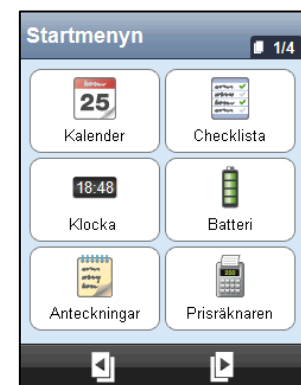 Startmenyn
1/4
25
Kalender
Checklista
18:48
Klocka
Batteri
Anteckningar
Prisräknaren